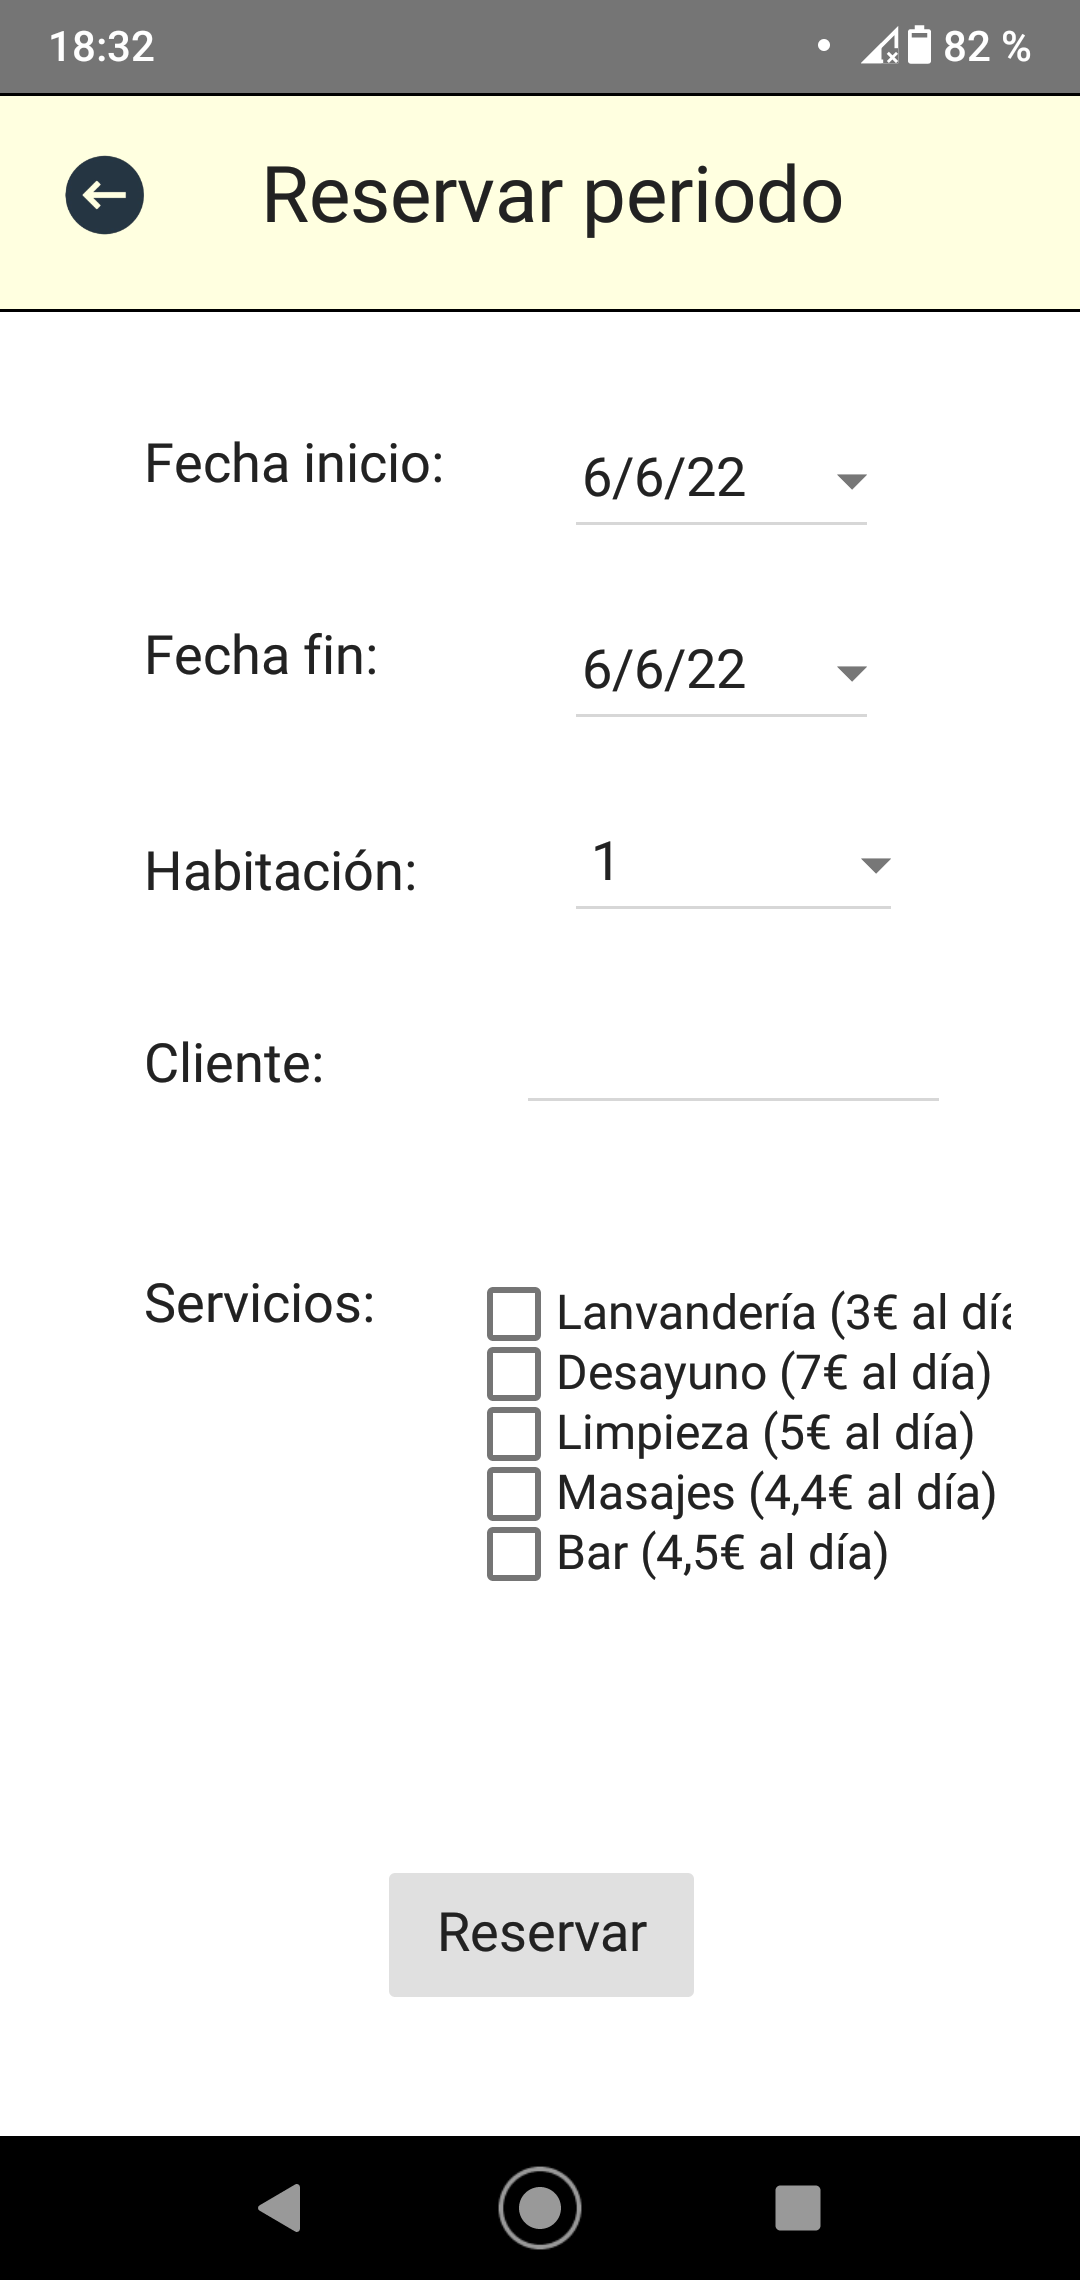 18:32
82 %
Reservar periodo
Fecha inicio:
6/6/22
Fecha fin:
6/6/22
Habitación:
1
Cliente:
Servicios:
Lanvandería (3€ al día
Desayuno (7€ al día)
Limpieza (5€ al día)
Masajes (4,4€ al día)
Bar (4,5€ al día)
Reservar